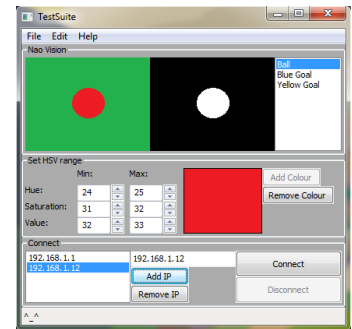 TestSuite
File Edit Help
Nao Vision
Ball
Blue Goal
Yellow Goal
Set HSV range
Min: Max:
Hue: 24 25
Saturation: 31 32
Value: 32 33
Add Colour
Remove Colour
Connect
192.168.1.1
192.168.1.12
192.168.1.12
Add IP
Remove IP
Connect
Disconnect
^_^